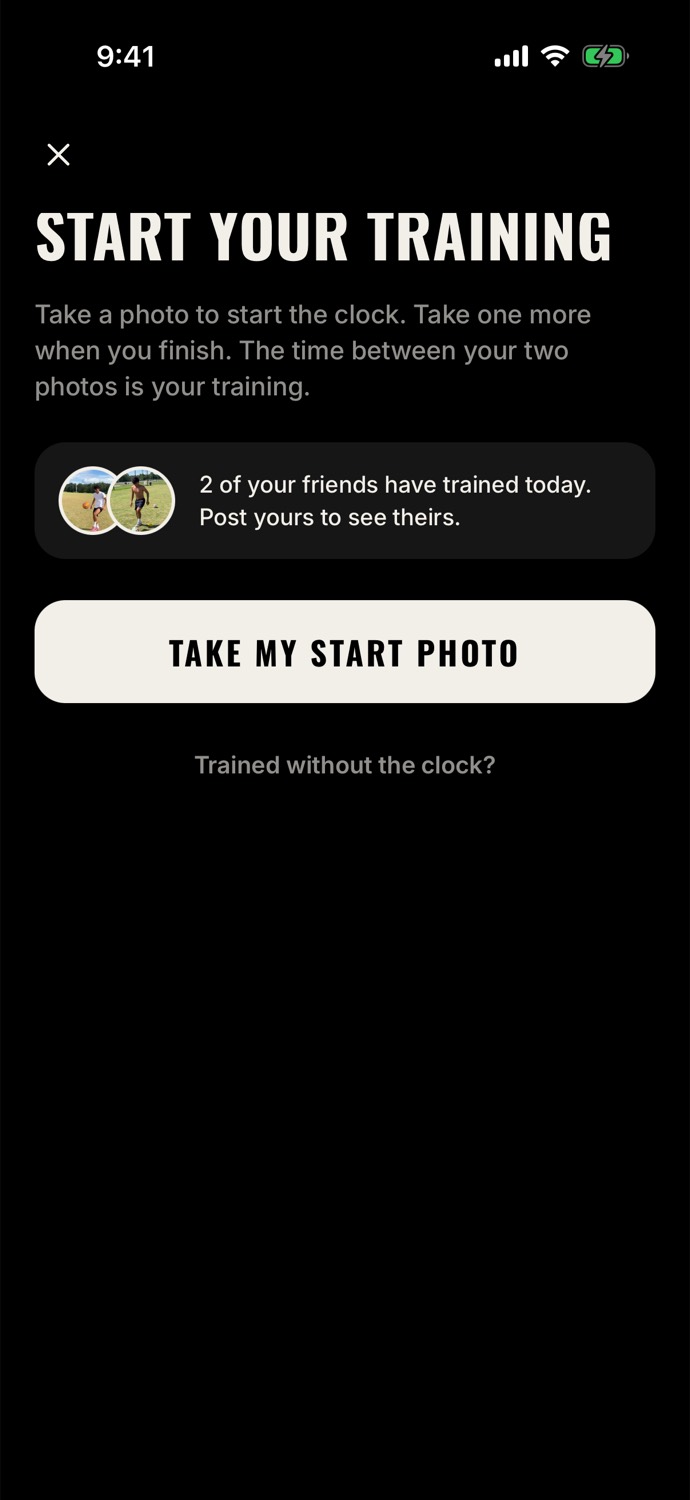 9:41
START YOUR TRAINING
Take a photo to start the clock. Take one more
when you finish. The time between your two
photos is your training.
2 of your friends have trained today.
Post yours to see theirs.
TAKE MY START PHOTO
Trained without the clock?